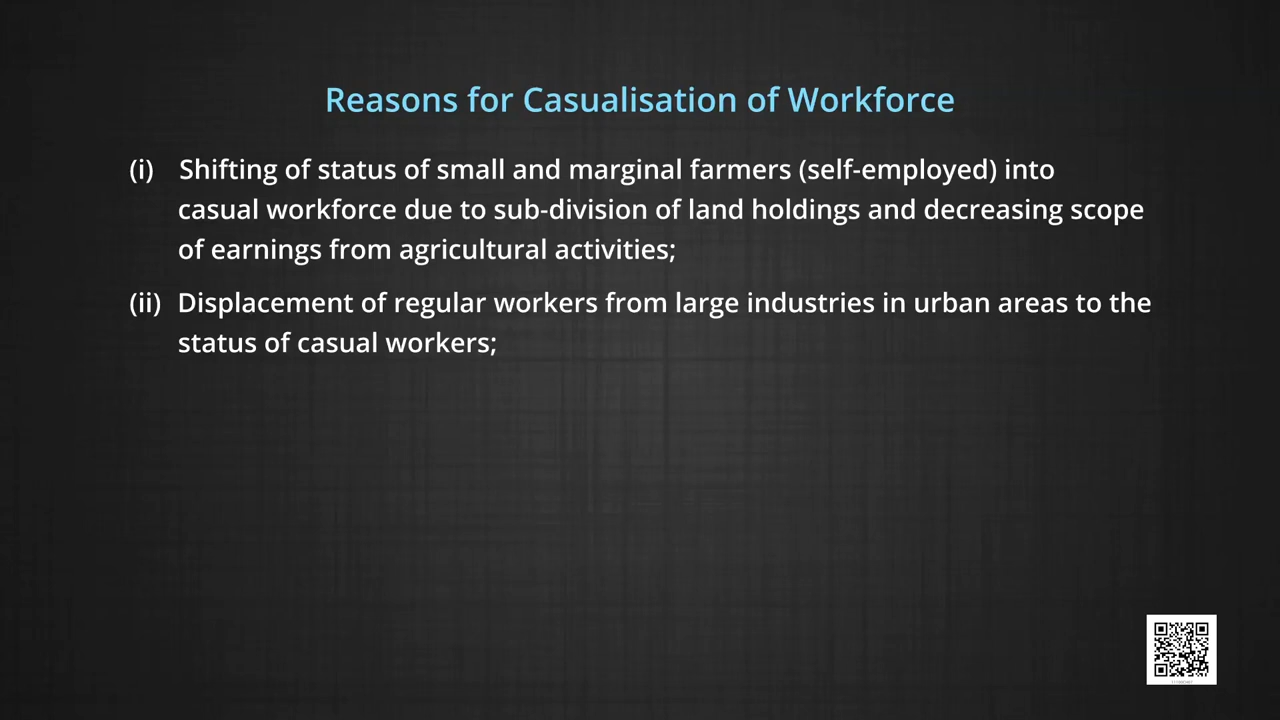 Reasons for Casualisation of Workforce
(i) Shifting of status of small and marginal farmers (self-employed) into
casual workforce due to sub-division of land holdings and decreasing scope
of earnings from agricultural activities;
(ii) Displacement of regular workers from large industries in urban areas to the
status of casual workers;